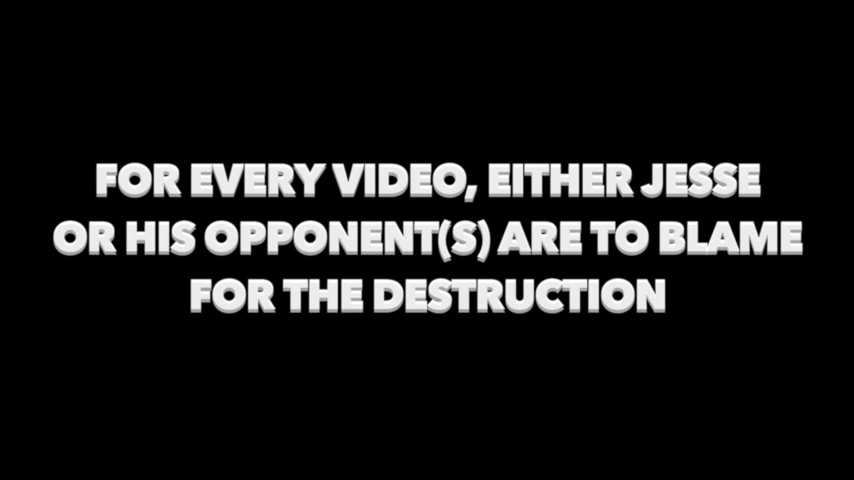 FOR EVERY VIDEO, EITHER JESSE
OR HIS OPPONENT(S) ARE TO BLAME
FOR THE DESTRUCTION